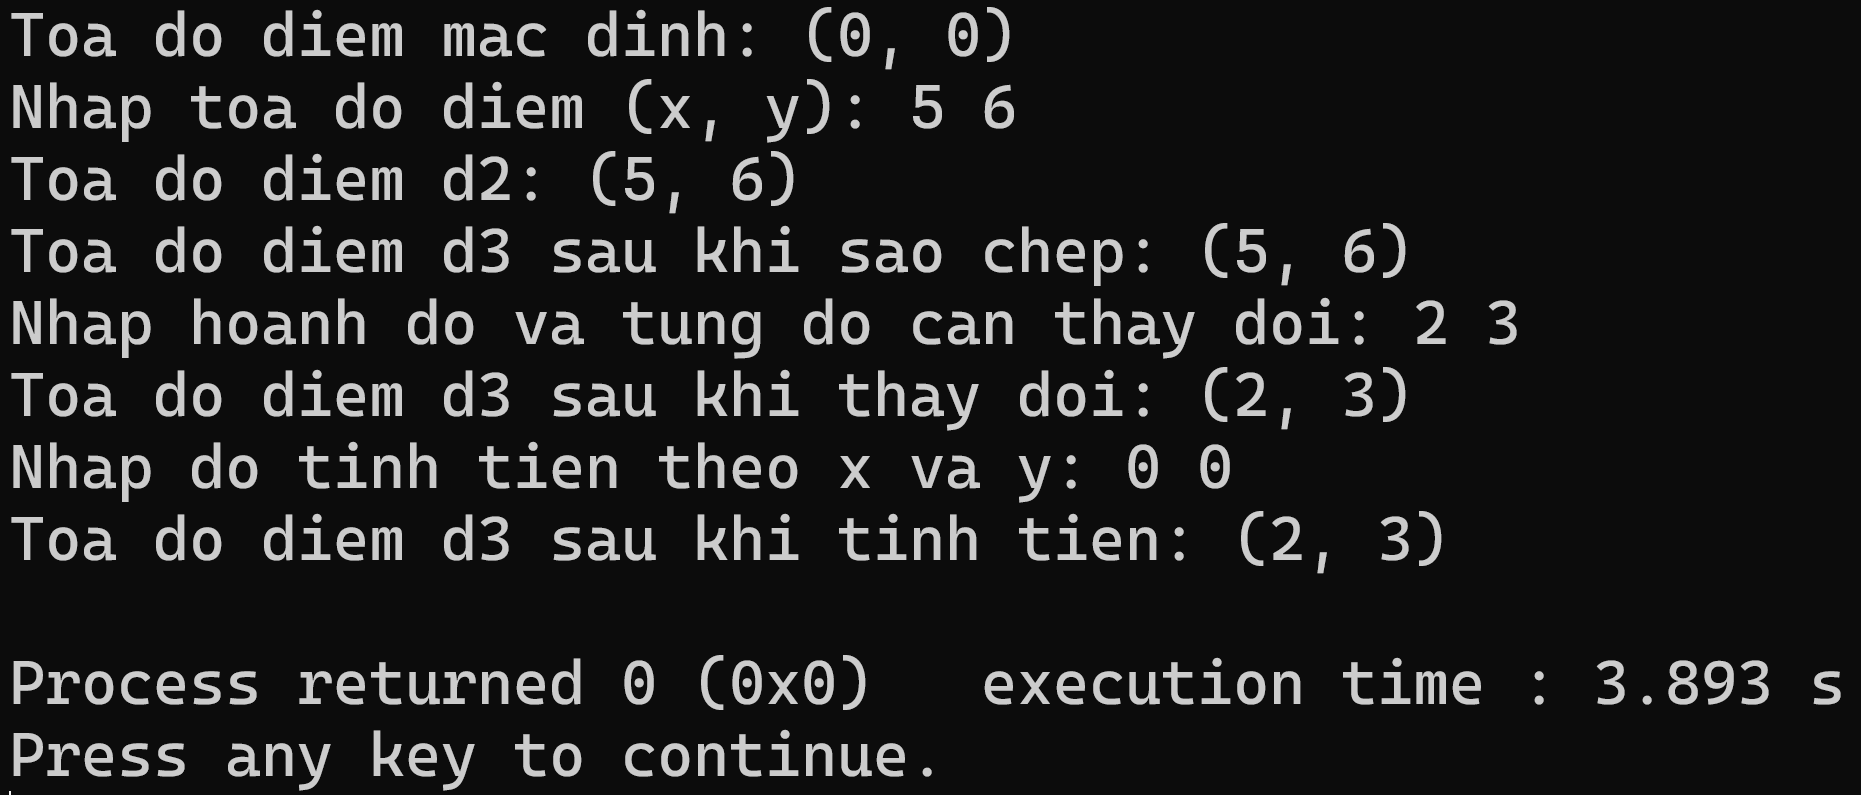 Toa do diem mac dinh: (0, 0)
Nhap toa do diem (x, y): 5 6
Toa do diem d2: (5, 6)
Toa do diem d3 sau khi sao chep: (5, 6)
Nhap hoanh do va tung do can thay doi: 2 3
Toa do diem d3 sau khi thay doi: (2, 3)
Nhap do tinh tien theo x va y: 0 0
Toa do diem d3 sau khi tinh tien: (2, 3)
Process returned 0 (0x0)   execution time : 3.893 s
Press any key to continue.